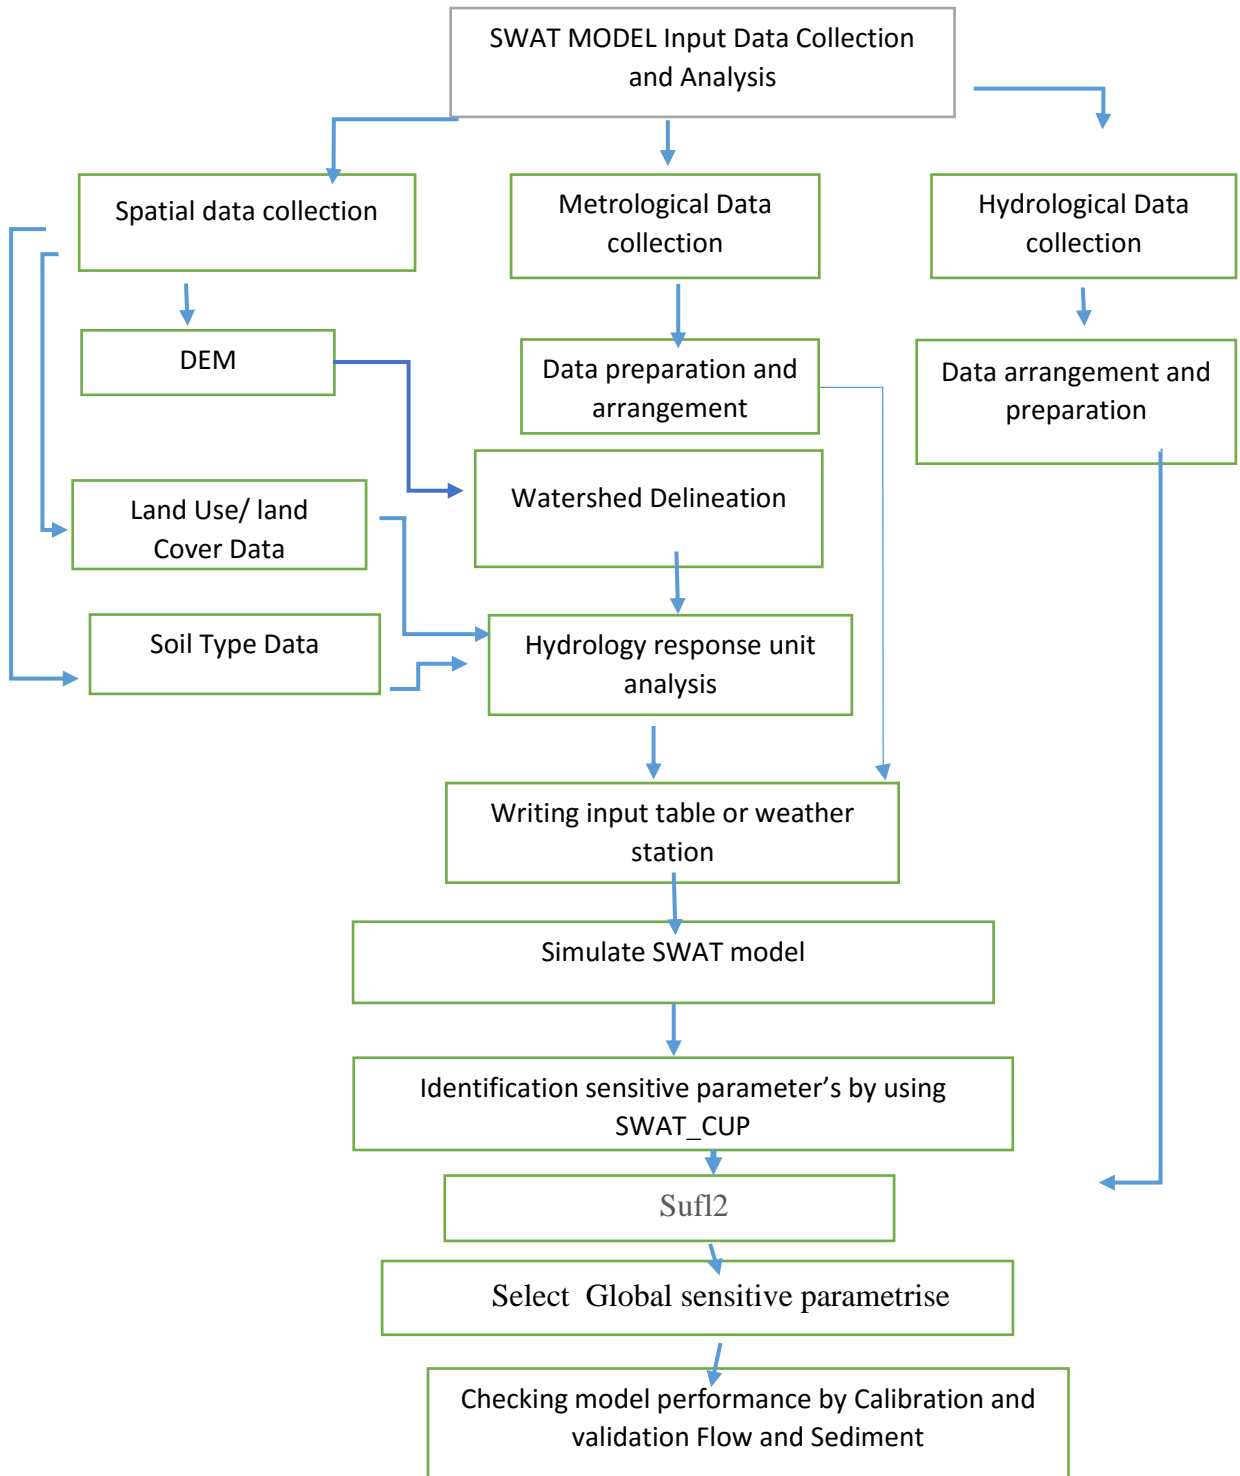 SWAT MODEL Input Data Collection
and Analysis
Spatial data collection
Metrological Data
collection
Hydrological Data
collection
DEM
Data preparation and
arrangement
Data arrangement and
preparation
Watershed Delineation
Land Use/ land
Cover Data
Soil Type Data
Hydrology response unit
analysis
Writing input table or weather
station
Simulate SWAT model
Identification sensitive parameter’s by using
SWAT_CUP
Sufl2
Select Global sensitive parametrise
Checking model performance by Calibration and
validation Flow and Sediment